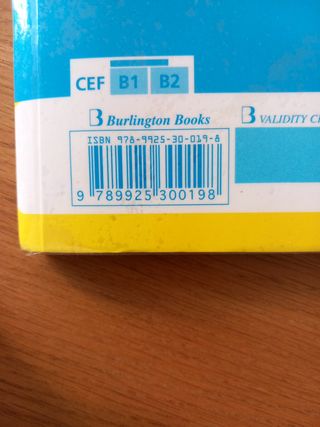 CEF B1 B2
B Burlington Books
B VALIDITY
ISBN 978-9925-30-019-8
9 789925 300198